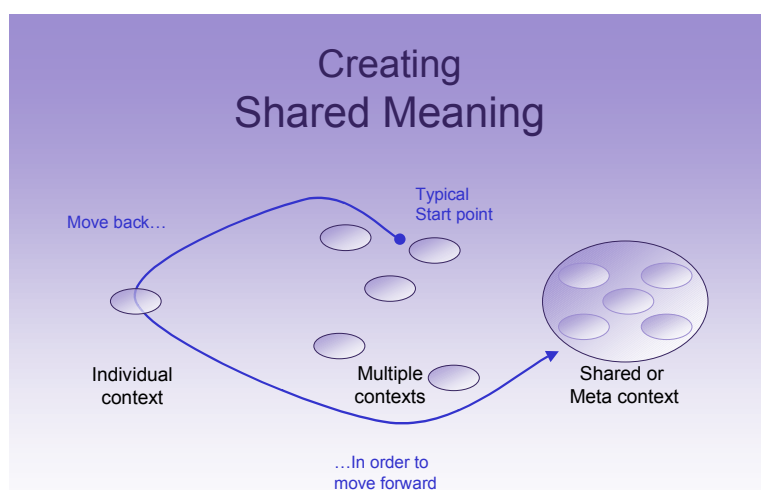 Creating
Shared Meaning
Typical
Start point
Move back…
Individual
context
Multiple
contexts
Shared or
Meta context
…In order to
move forward